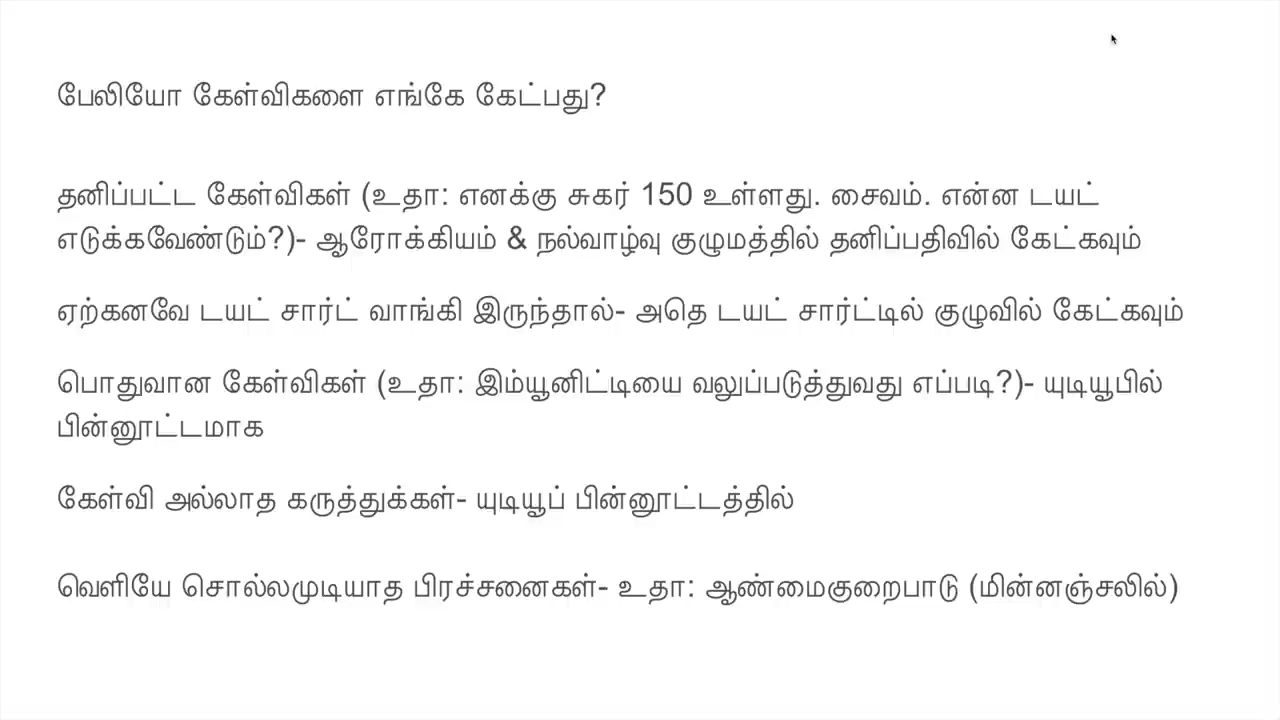 பேலியோ கேள்விகளை எங்கே கேட்பது?
தனிப்பட்ட கேள்விகள் (உதா: எனக்கு சுகர் 150 உள்ளது. சைவம். என்ன டயட்
எடுக்கவேண்டும்?)- ஆரோக்கியம் & நல்வாழ்வு குழுமத்தில் தனிப்பதிவில் கேட்கவும்
ஏற்கனவே டயட் சார்ட் வாங்கி இருந்தால்- அதெ டயட் சார்ட்டில் குழுவில் கேட்கவும்
பொதுவான கேள்விகள் (உதா: இம்யூனிட்டியை வலுப்படுத்துவது எப்படி?)- யுடியூபில்
பின்னூட்டமாக
கேள்வி அல்லாத கருத்துக்கள்- யுடியூப் பின்னூட்டத்தில்
வெளியே சொல்லமுடியாத பிரச்சனைகள்- உதா: ஆண்மைகுறைபாடு (மின்னஞ்சலில்)